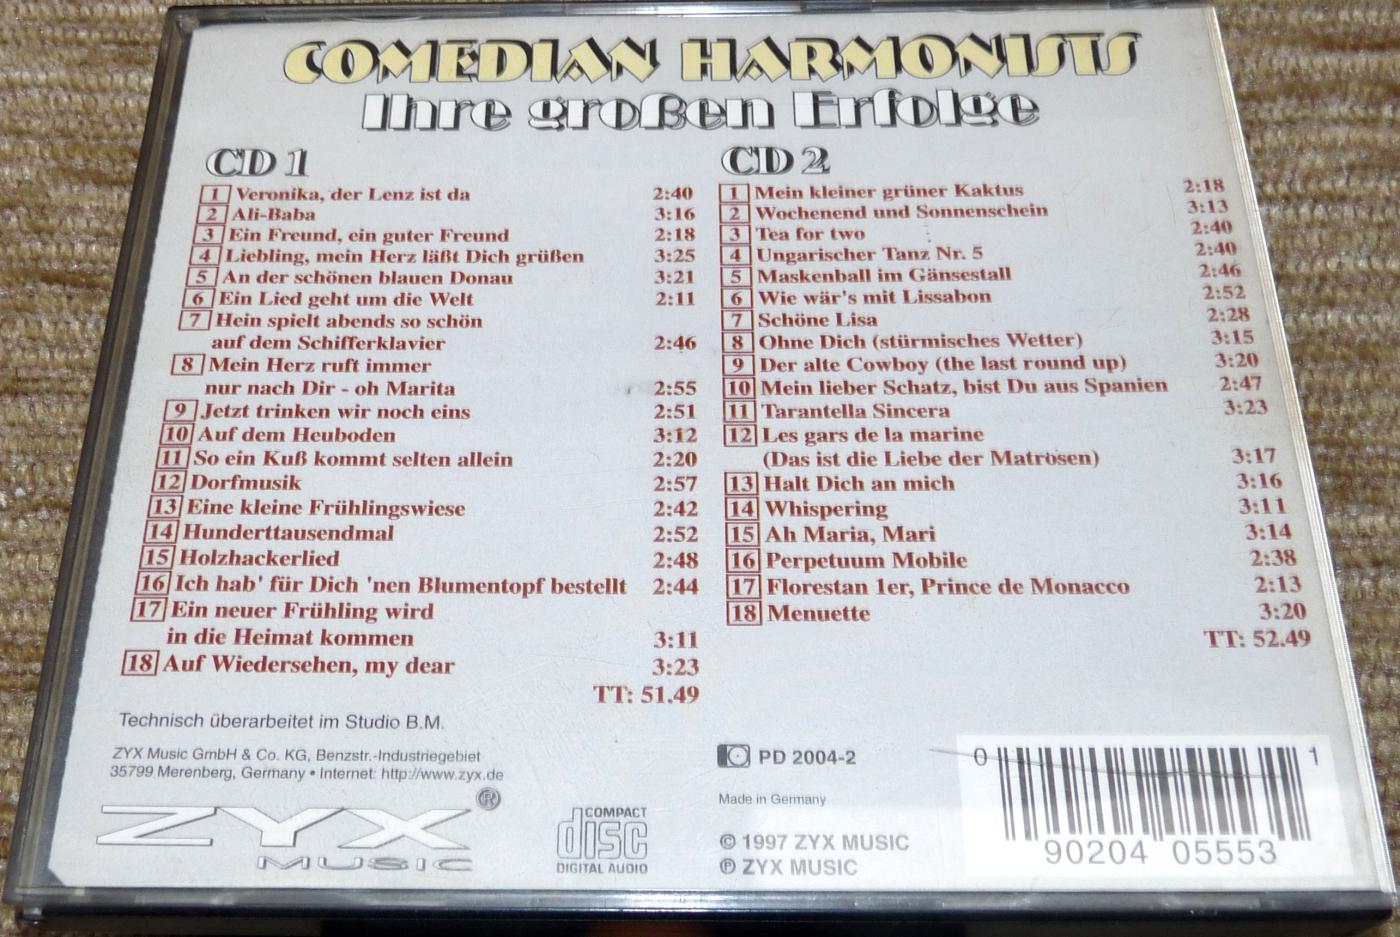 COMEDIAN HARMONISTS
Ihre großen Erfolge
CD 1
1 Veronika, der Lenz ist da 2:40
2 Ali-Baba 3:16
3 Ein Freund, ein guter Freund 2:18
4 Liebling, mein Herz läßt Dich grüßen 3:25
5 An der schönen blauen Donau 3:21
6 Ein Lied geht um die Welt 2:11
7 Hein spielt abends so schön
auf dem Schifferklavier 2:46
8 Mein Herz ruft immer
nur nach Dir - oh Marita 2:55
9 Jetzt trinken wir noch eins 2:51
10 Auf dem Heuboden 3:12
11 So ein Kuß kommt selten allein 2:20
12 Dorfmusik 2:57
13 Eine kleine Frühlingswiese 2:42
14 Hunderttausendmal 2:52
15 Holzhackerlied 2:48
16 Ich hab' für Dich 'nen Blumentopf bestellt 2:44
17 Ein neuer Frühling wird
in die Heimat kommen 3:11
18 Auf Wiedersehen, my dear 3:23
TT: 51.49
CD 2
1 Mein kleiner grüner Kaktus 2:18
2 Wochenend und Sonnenschein 3:13
3 Tea for two 2:40
4 Ungarischer Tanz Nr. 5 2:40
5 Maskenball im Gänsestall 2:46
6 Wie wär's mit Lissabon 2:52
7 Schöne Lisa 2:28
8 Ohne Dich (stürmisches Wetter) 3:15
9 Der alte Cowboy (the last round up) 3:20
10 Mein lieber Schatz, bist Du aus Spanien 2:47
11 Tarantella Sincera 3:23
12 Les gars de la marine
(Das ist die Liebe der Matrosen) 3:17
13 Halt Dich an mich 3:16
14 Whispering 3:11
15 Ah Maria, Mari 3:14
16 Perpetuum Mobile 2:38
17 Florestan 1er, Prince de Monacco 2:13
18 Menuette 3:20
TT: 52.49
Technisch überarbeitet im Studio B.M.
ZYX Music GmbH & Co. KG, Benzstr.-Industriegebiet
35799 Merenberg, Germany • Internet: http://www.zyx.de
ZYX ®
MUSIC
COMPACT
disc
DIGITAL AUDIO
PD 2004-2
Made in Germany
© 1997 ZYX MUSIC
℗ ZYX MUSIC
0 90204 05553 1